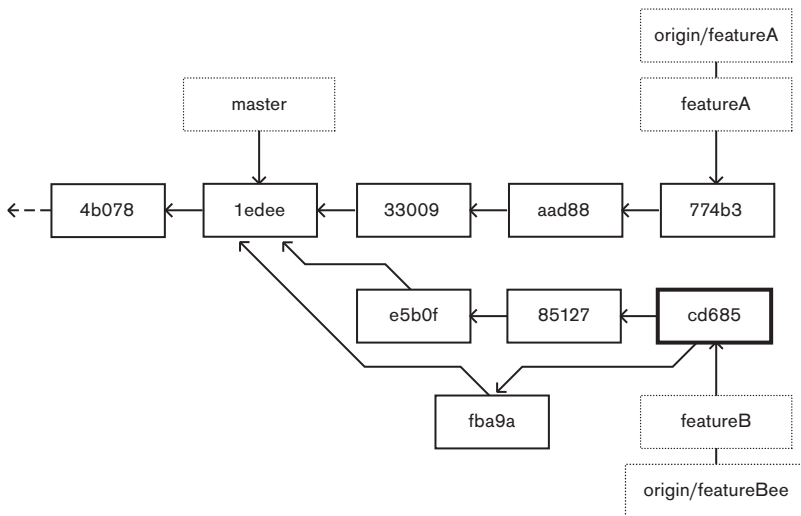 origin/featureA
master
featureA
4b078
1edee
33009
aad88
774b3
e5b0f
85127
cd685
fba9a
featureB
origin/featureBee